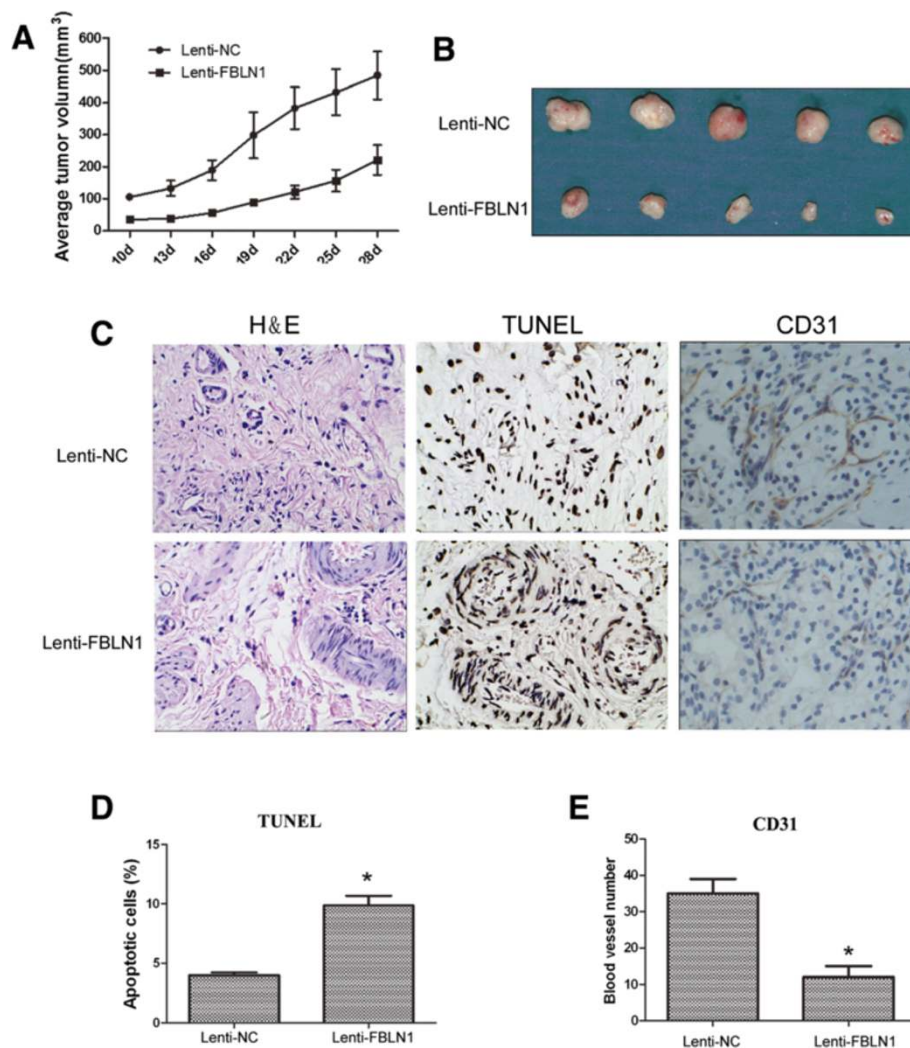 A
Average tumor volumn(mm³)
600
500
400
300
200
100
0
Lenti-NC
Lenti-FBLN1
10d
13d
16d
19d
22d
25d
28d
B
Lenti-NC
Lenti-FBLN1
C
H&E
TUNEL
CD31
Lenti-NC
Lenti-FBLN1
D
TUNEL
Apoptotic cells (%)
15
10
5
0
*
Lenti-NC
Lenti-FBLN1
E
CD31
Blood vessel number
50
40
30
20
10
0
*
Lenti-NC
Lenti-FBLN1